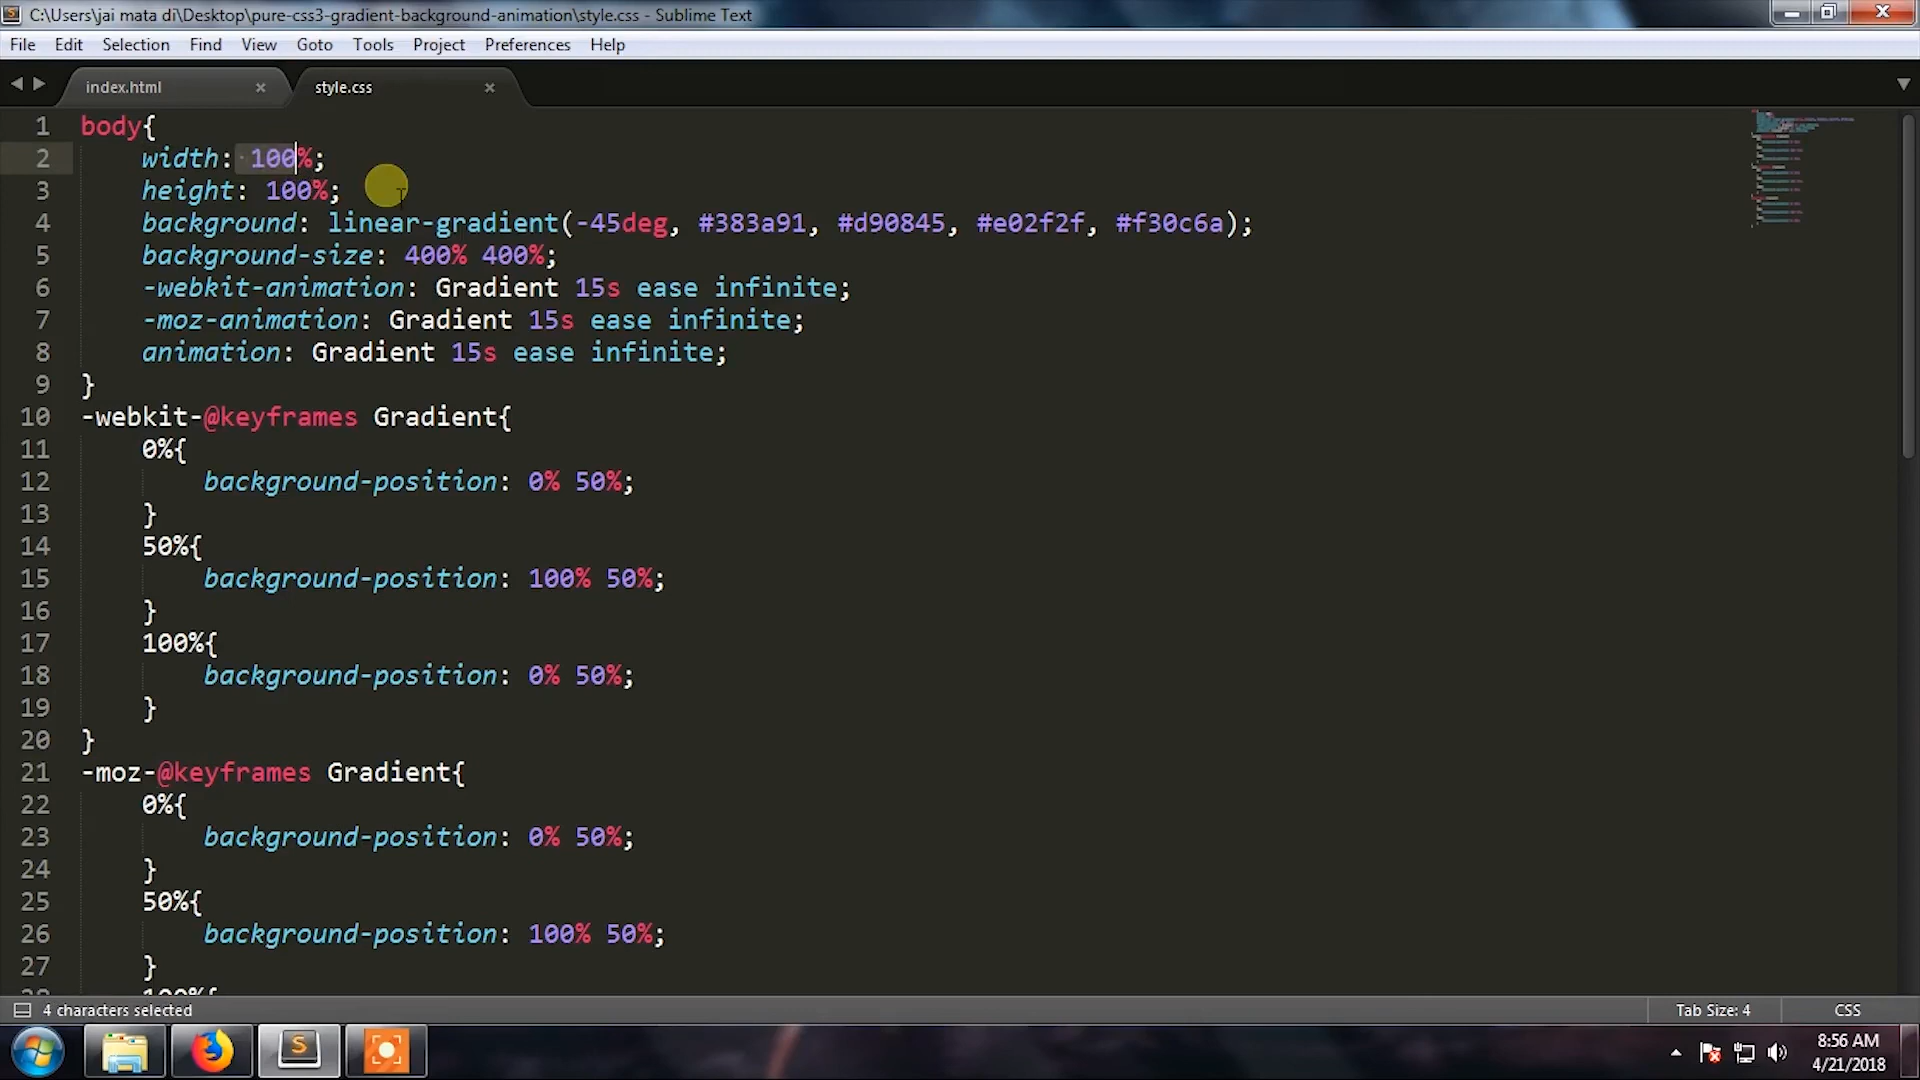 C:\Users\jai mata di\Desktop\pure-css3-gradient-background-animation\style.css - Sublime Text
File Edit Selection Find View Goto Tools Project Preferences Help
index.html × style.css ×
1 body{
2 width: 100%;
3 height: 100%;
4 background: linear-gradient(-45deg, #383a91, #d90845, #e02f2f, #f30c6a);
5 background-size: 400% 400%;
6 -webkit-animation: Gradient 15s ease infinite;
7 -moz-animation: Gradient 15s ease infinite;
8 animation: Gradient 15s ease infinite;
9 }
10 -webkit-@keyframes Gradient{
11 0%{
12 background-position: 0% 50%;
13 }
14 50%{
15 background-position: 100% 50%;
16 }
17 100%{
18 background-position: 0% 50%;
19 }
20 }
21 -moz-@keyframes Gradient{
22 0%{
23 background-position: 0% 50%;
24 }
25 50%{
26 background-position: 100% 50%;
27 }
28 100%{
4 characters selected Tab Size: 4 CSS
8:56 AM
4/21/2018